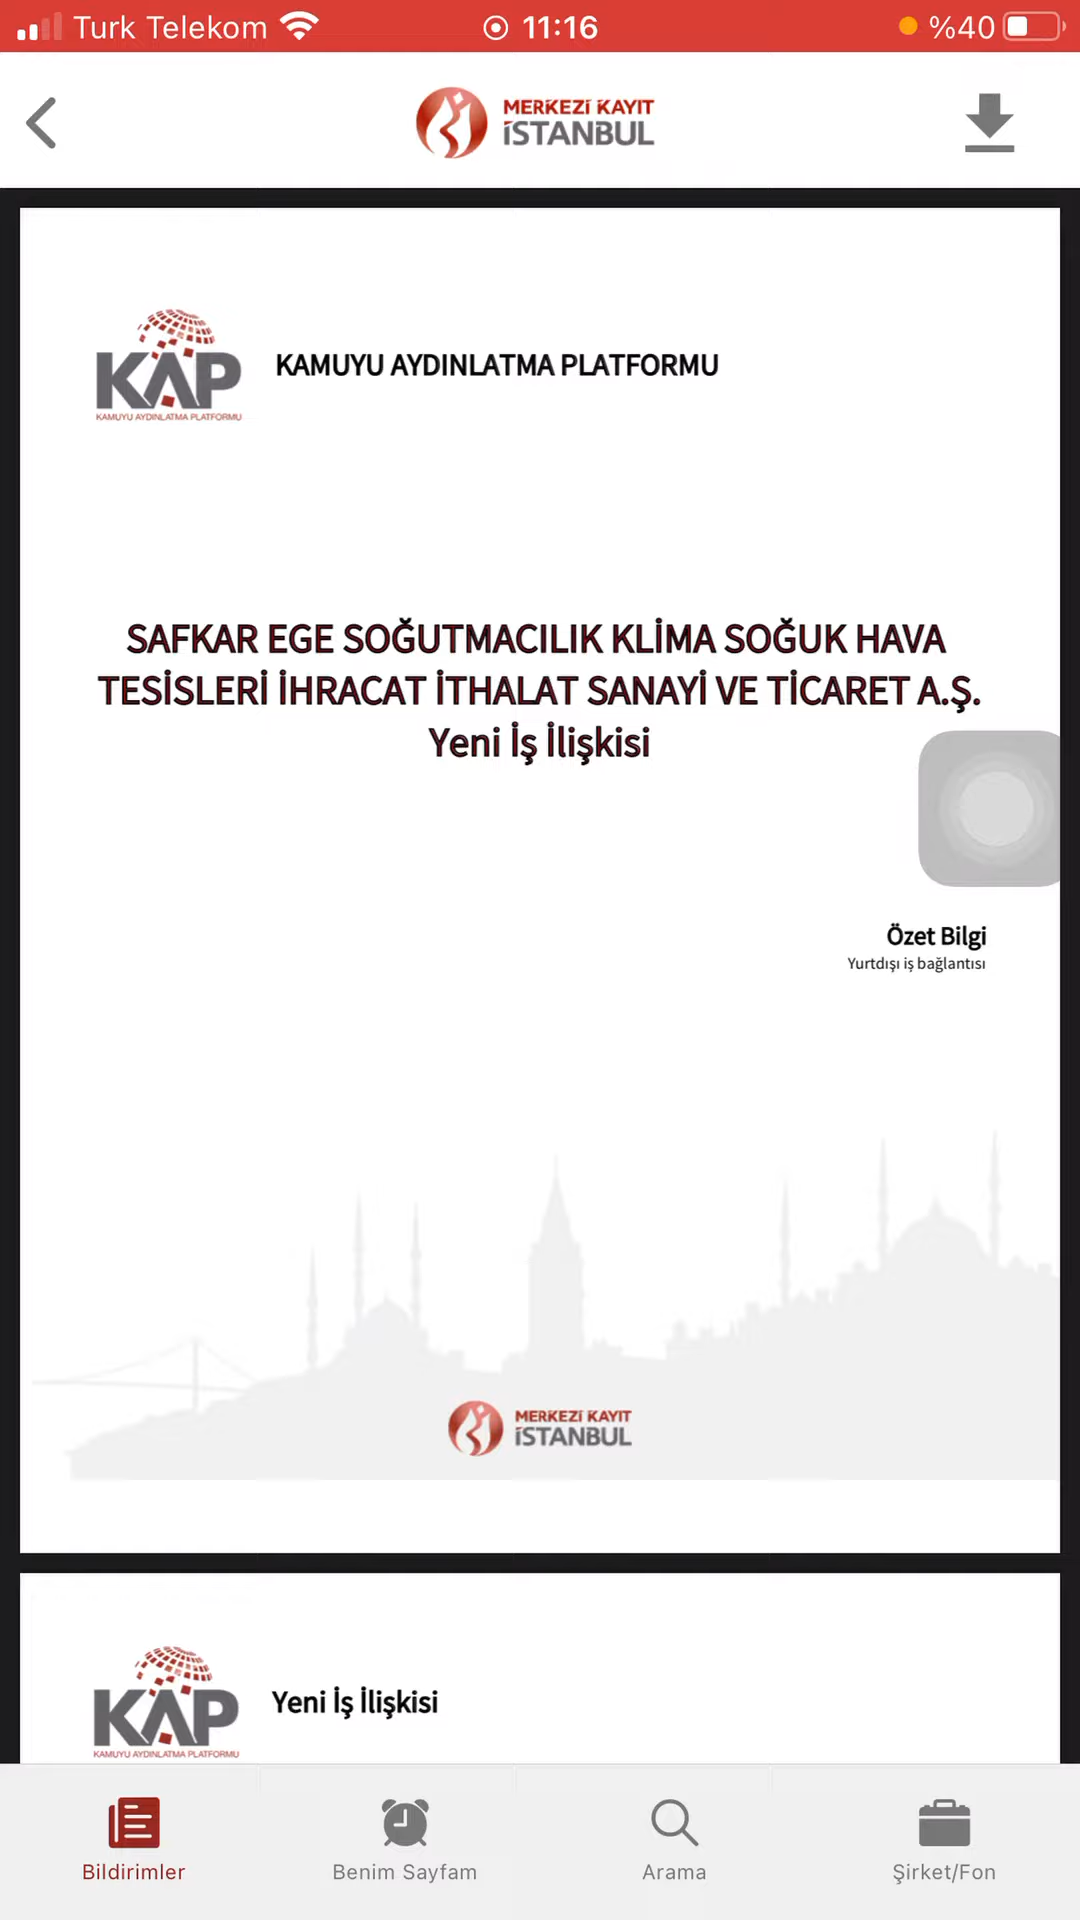 Turk Telekom 11:16 %40
MERKEZİ KAYIT
İSTANBUL
KAP
KAMUYU AYDINLATMA PLATFORMU
KAMUYU AYDINLATMA PLATFORMU
SAFKAR EGE SOĞUTMACILIK KLİMA SOĞUK HAVA
TESİSLERİ İHRACAT İTHALAT SANAYİ VE TİCARET A.Ş.
Yeni İş İlişkisi
Özet Bilgi
Yurtdışı iş bağlantısı
MERKEZİ KAYIT
İSTANBUL
KAP
KAMUYU AYDINLATMA PLATFORMU
Yeni İş İlişkisi
Bildirimler
Benim Sayfam
Arama
Şirket/Fon